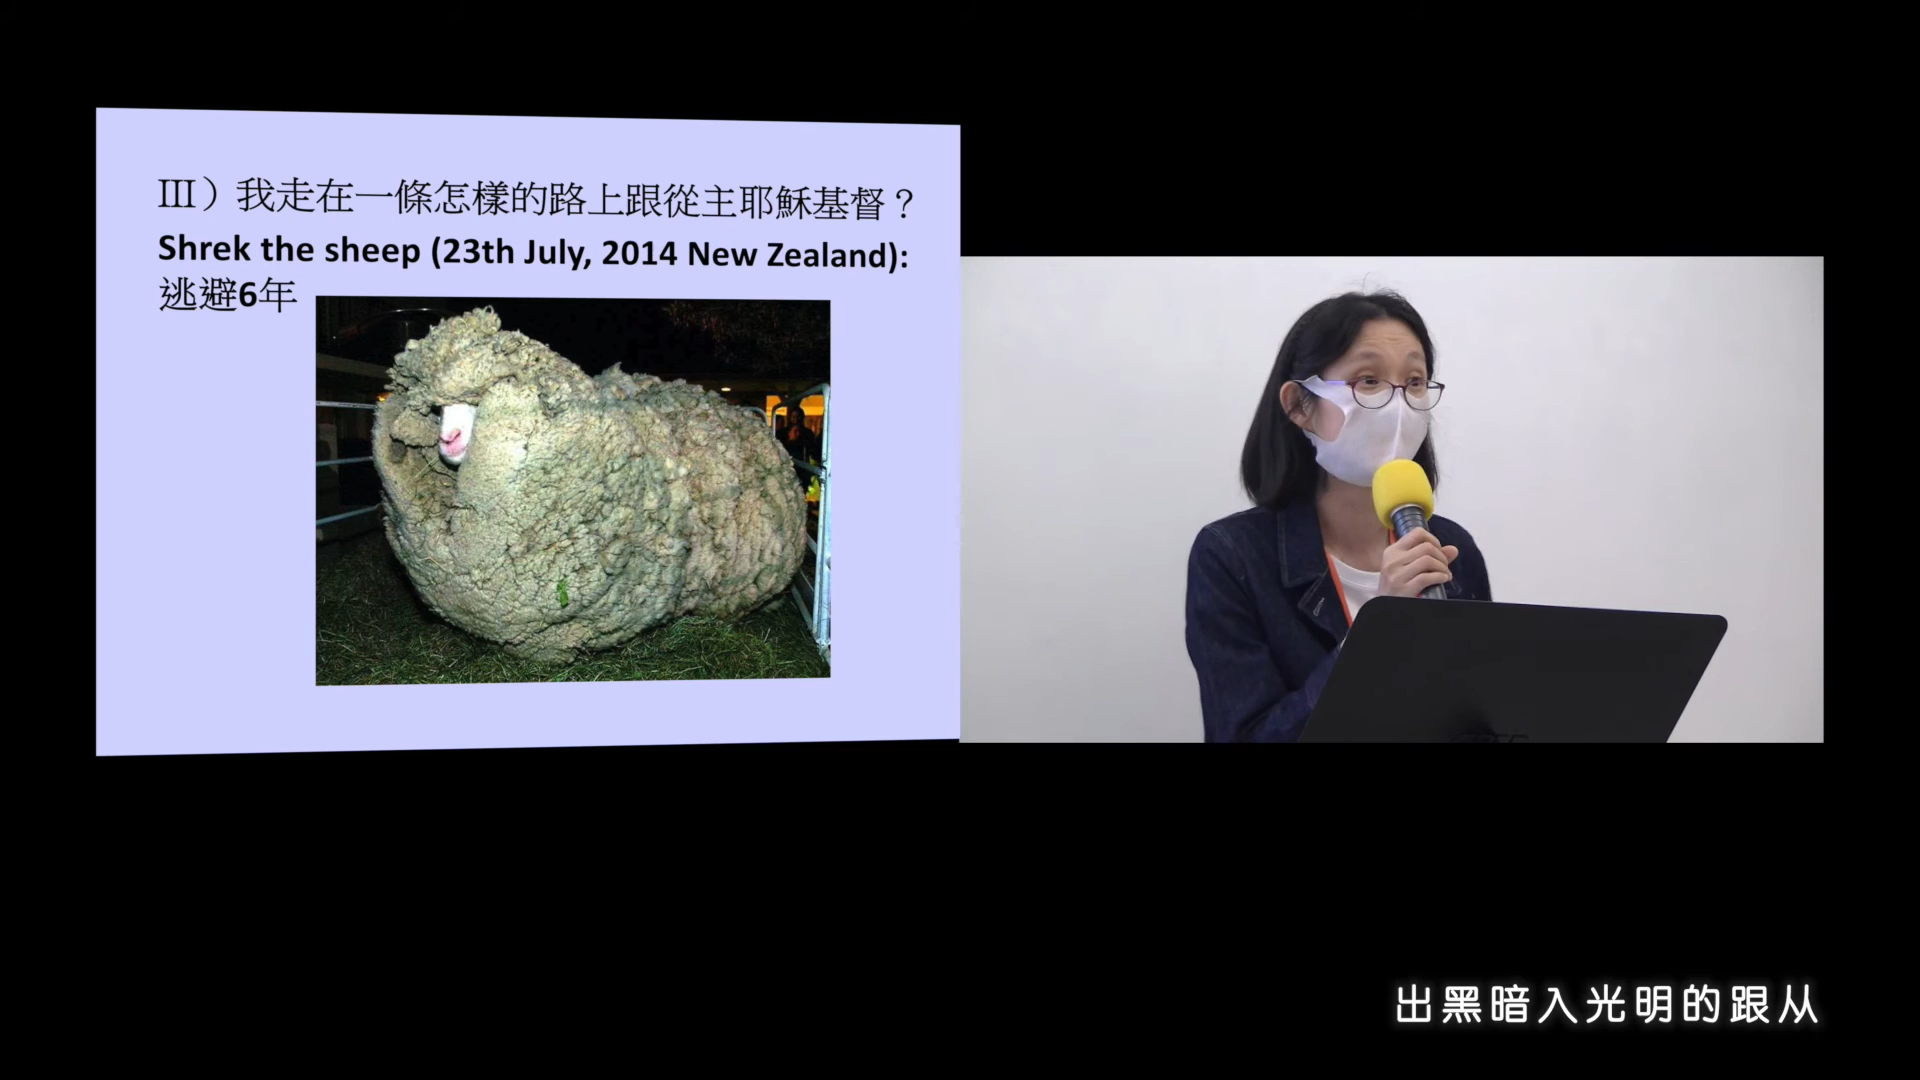 Ⅲ）我走在一條怎樣的路上跟從主耶穌基督？
Shrek the sheep (23th July, 2014 New Zealand):
逃避6年
出黑暗入光明的跟从